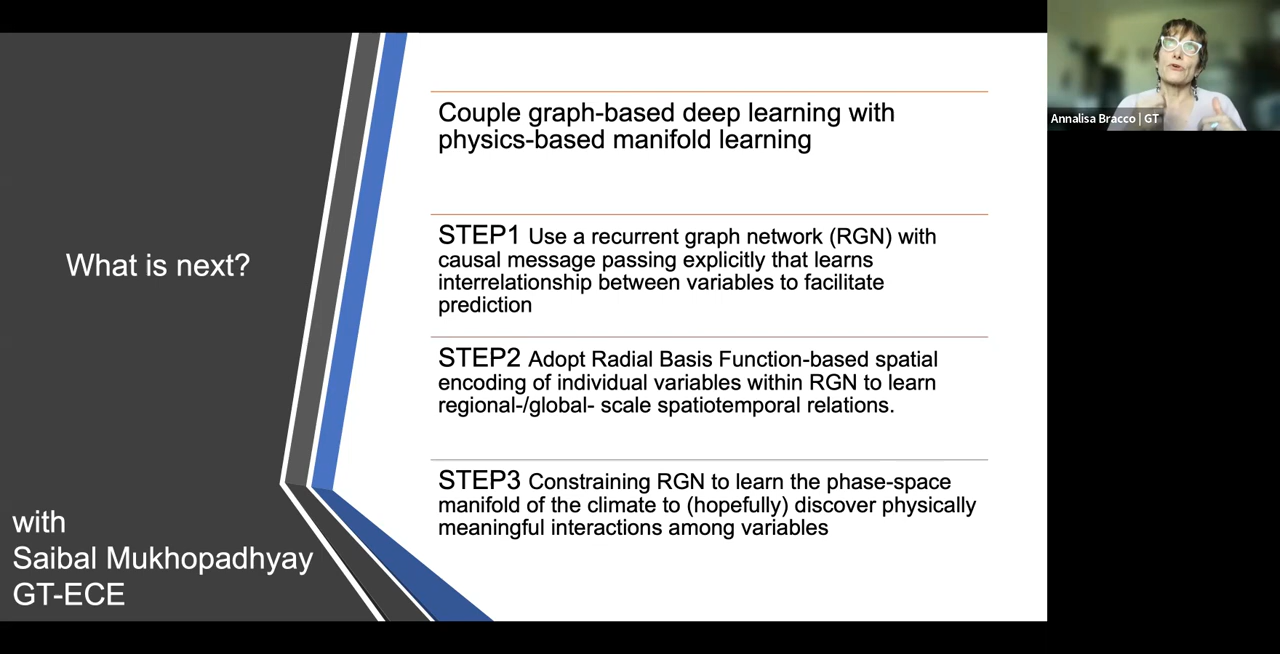 What is next?
with
Saibal Mukhopadhyay
GT-ECE
Couple graph-based deep learning with
physics-based manifold learning
STEP1 Use a recurrent graph network (RGN) with
causal message passing explicitly that learns
interrelationship between variables to facilitate
prediction
STEP2 Adopt Radial Basis Function-based spatial
encoding of individual variables within RGN to learn
regional-/global- scale spatiotemporal relations.
STEP3 Constraining RGN to learn the phase-space
manifold of the climate to (hopefully) discover physically
meaningful interactions among variables
Annalisa Bracco | GT